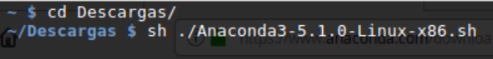 ~ $ cd Descargas/
~/Descargas $ sh ./Anaconda3-5.1.0-Linux-x86.sh